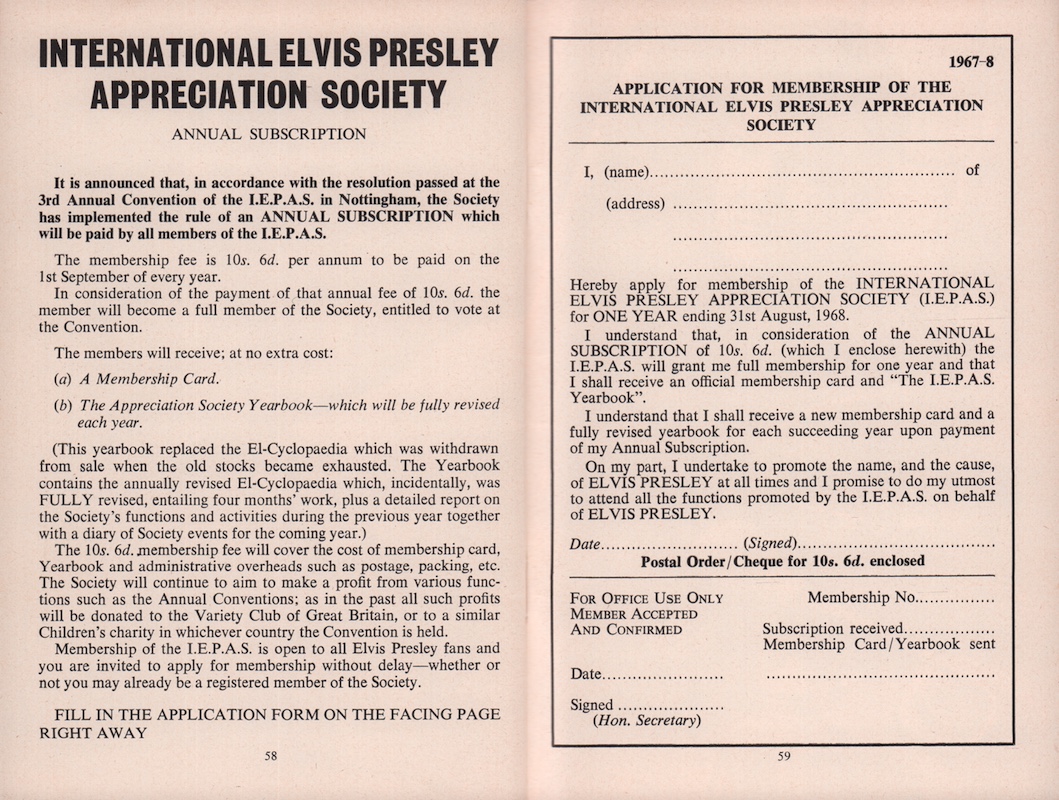 INTERNATIONAL ELVIS PRESLEY
APPRECIATION SOCIETY
ANNUAL SUBSCRIPTION
It is announced that, in accordance with the resolution passed at the
3rd Annual Convention of the I.E.P.A.S. in Nottingham, the Society
has implemented the rule of an ANNUAL SUBSCRIPTION which
will be paid by all members of the I.E.P.A.S.
The membership fee is 10s. 6d. per annum to be paid on the
1st September of every year.
In consideration of the payment of that annual fee of 10s. 6d. the
member will become a full member of the Society, entitled to vote at
the Convention.
The members will receive; at no extra cost:
(a) A Membership Card.
(b) The Appreciation Society Yearbook—which will be fully revised
each year.
(This yearbook replaced the El-Cyclopaedia which was withdrawn
from sale when the old stocks became exhausted. The Yearbook
contains the annually revised El-Cyclopaedia which, incidentally, was
FULLY revised, entailing four months' work, plus a detailed report on
the Society's functions and activities during the previous year together
with a diary of Society events for the coming year.)
The 10s. 6d. membership fee will cover the cost of membership card,
Yearbook and administrative overheads such as postage, packing, etc.
The Society will continue to aim to make a profit from various func-
tions such as the Annual Conventions; as in the past all such profits
will be donated to the Variety Club of Great Britain, or to a similar
Children's charity in whichever country the Convention is held.
Membership of the I.E.P.A.S. is open to all Elvis Presley fans and
you are invited to apply for membership without delay—whether or
not you may already be a registered member of the Society.
FILL IN THE APPLICATION FORM ON THE FACING PAGE
RIGHT AWAY
58
1967–8
APPLICATION FOR MEMBERSHIP OF THE
INTERNATIONAL ELVIS PRESLEY APPRECIATION
SOCIETY
I, (name)............................................................ of
(address) ......................................................
......................................................
......................................................
Hereby apply for membership of the INTERNATIONAL
ELVIS PRESLEY APPRECIATION SOCIETY (I.E.P.A.S.)
for ONE YEAR ending 31st August, 1968.
I understand that, in consideration of the ANNUAL
SUBSCRIPTION of 10s. 6d. (which I enclose herewith) the
I.E.P.A.S. will grant me full membership for one year and that
I shall receive an official membership card and "The I.E.P.A.S.
Yearbook".
I understand that I shall receive a new membership card and a
fully revised yearbook for each succeeding year upon payment
of my Annual Subscription.
On my part, I undertake to promote the name, and the cause,
of ELVIS PRESLEY at all times and I promise to do my utmost
to attend all the functions promoted by the I.E.P.A.S. on behalf
of ELVIS PRESLEY.
Date........................... (Signed).......................................
Postal Order/Cheque for 10s. 6d. enclosed
FOR OFFICE USE ONLY
MEMBER ACCEPTED
AND CONFIRMED
Date........................
Signed .....................
(Hon. Secretary)
Membership No................
Subscription received..................
Membership Card/Yearbook sent
.............................................
59